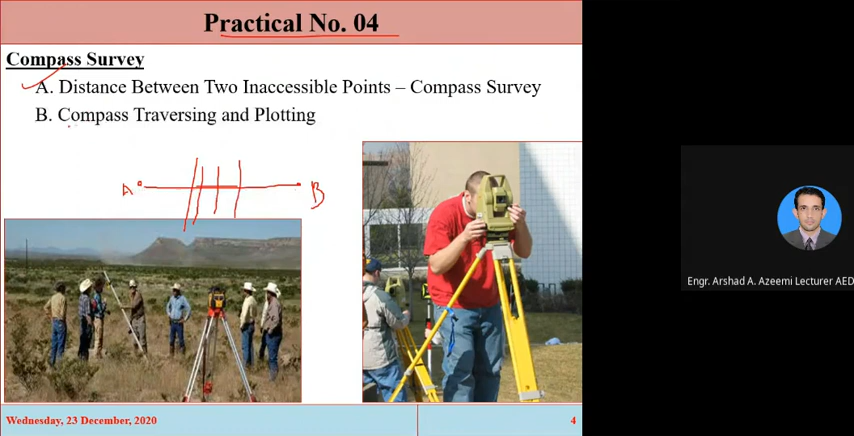 Practical No. 04
Compass Survey
A. Distance Between Two Inaccessible Points – Compass Survey
B. Compass Traversing and Plotting
A B
Engr. Arshad A. Azeemi Lecturer AED
Wednesday, 23 December, 2020 4